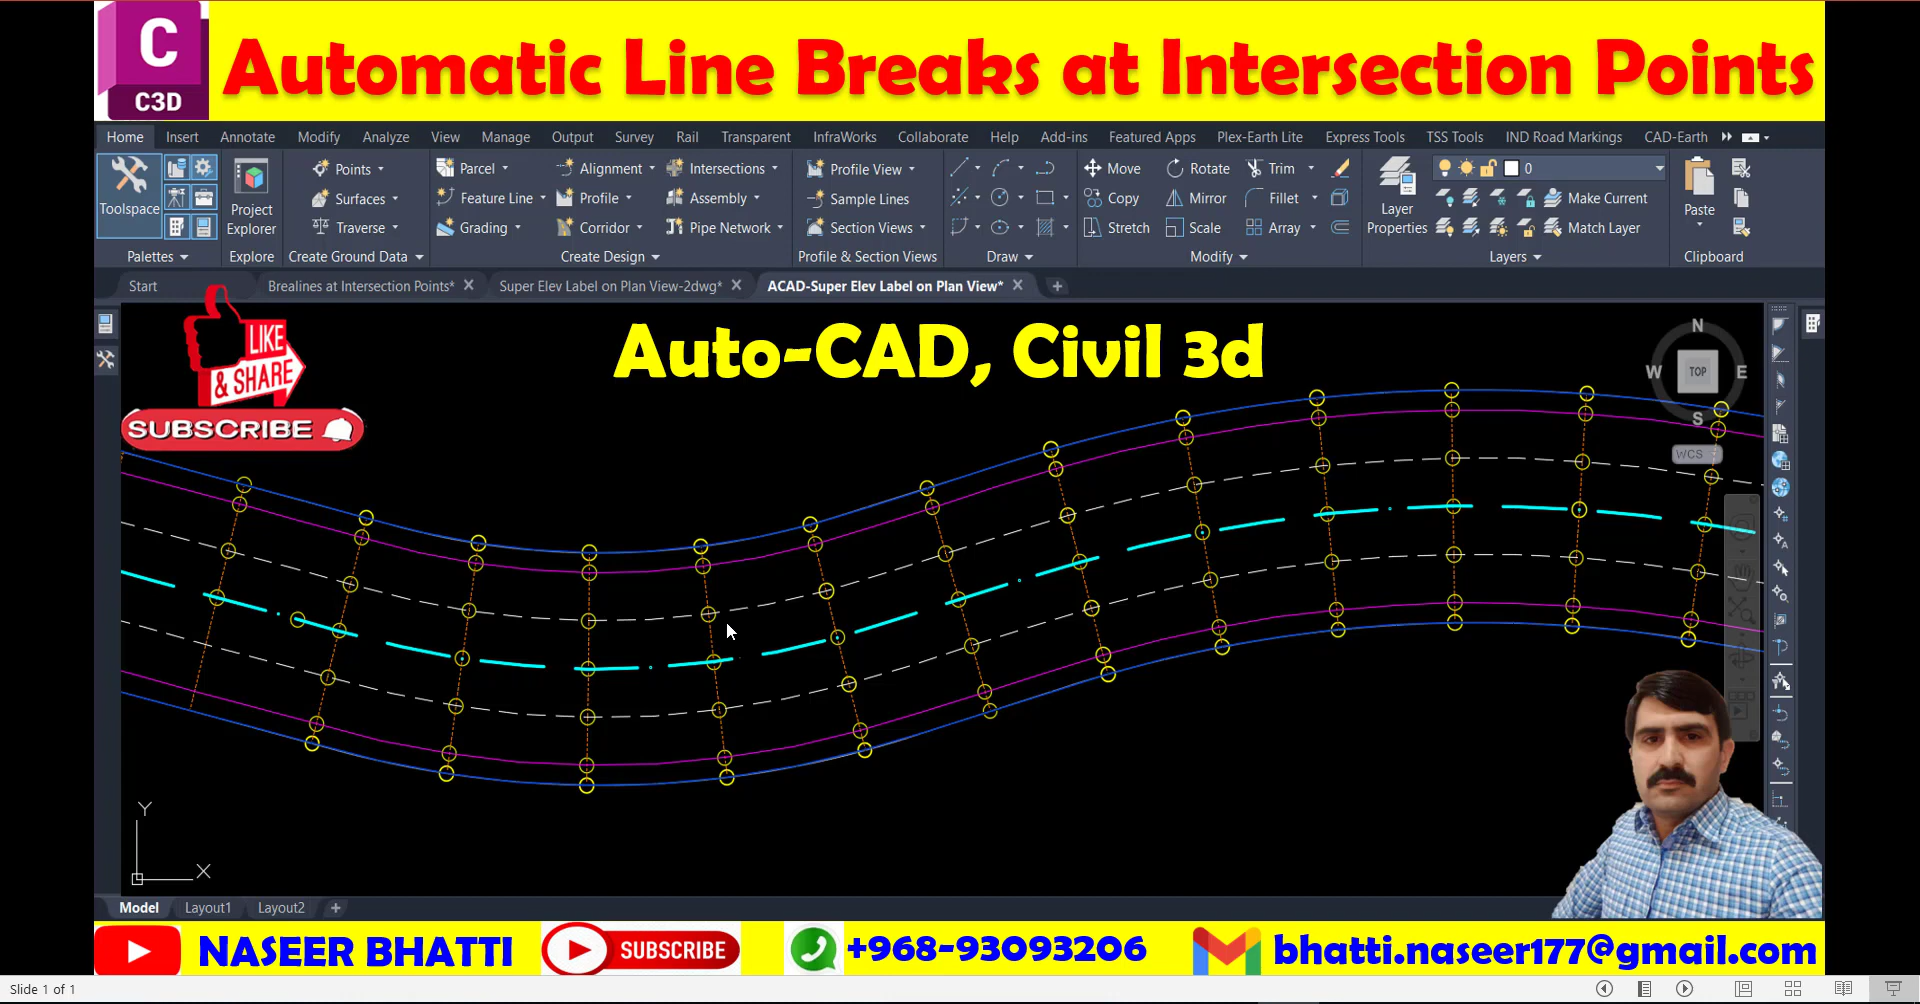 C
C3D
Automatic Line Breaks at Intersection Points
Home Insert Annotate Modify Analyze View Manage Output Survey Rail Transparent InfraWorks Collaborate Help Add-ins Featured Apps Plex-Earth Lite Express Tools TSS Tools IND Road Markings CAD-Earth
Toolspace
Project Explorer
Points
Surfaces
Traverse
Parcel
Feature Line
Grading
Alignment
Profile
Corridor
Intersections
Assembly
Pipe Network
Profile View
Sample Lines
Section Views
Move
Copy
Stretch
Rotate
Mirror
Scale
Trim
Fillet
Array
Layer Properties
0
Make Current
Match Layer
Paste
Palettes Explore Create Ground Data Create Design Profile & Section Views Draw Modify Layers Clipboard
Start Brealines at Intersection Points* Super Elev Label on Plan View-2dwg* ACAD-Super Elev Label on Plan View*
LIKE
& SHARE
SUBSCRIBE
Auto-CAD, Civil 3d
N
W TOP E
S
WCS
Y
X
Model Layout1 Layout2
NASEER BHATTI SUBSCRIBE +968-93093206 bhatti.naseer177@gmail.com
Slide 1 of 1